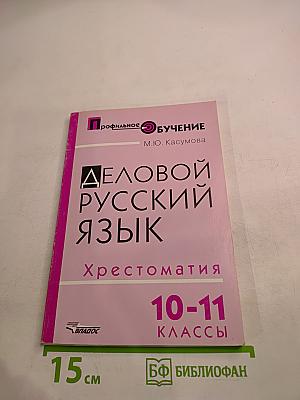 Профильное Обучение
М.Ю. Касумова
ДЕЛОВОЙ
РУССКИЙ
ЯЗЫК
Хрестоматия
10-11
КЛАССЫ
ВЛАДОС
15 см
БФ БИБЛИОФАН